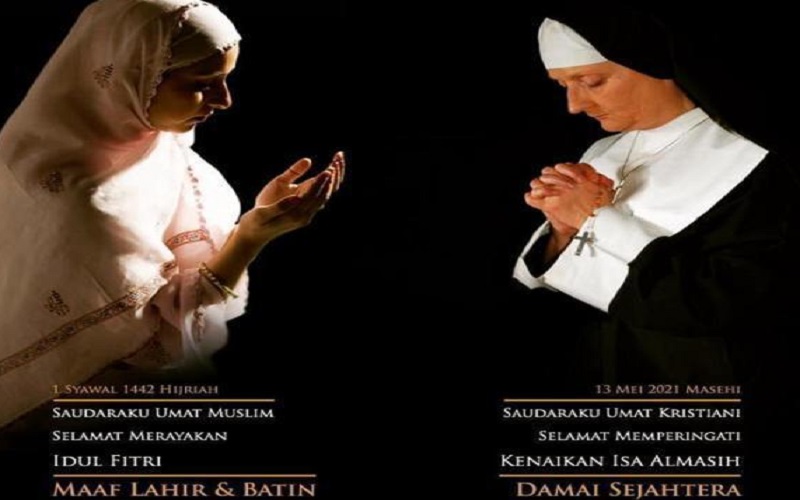 1 Syawal 1442 Hijriah
Saudaraku Umat Muslim
Selamat Merayakan
Idul Fitri
Maaf Lahir & Batin
13 Mei 2021 Masehi
Saudaraku Umat Kristiani
Selamat Memperingati
Kenaikan Isa Almasih
Damai Sejahtera